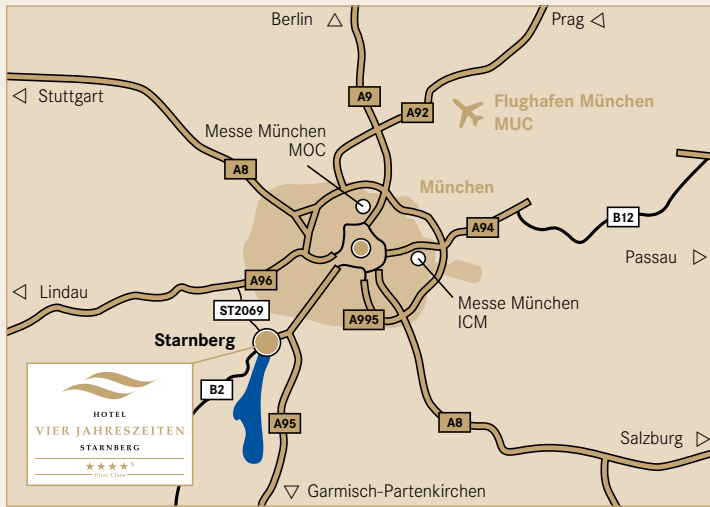 Berlin
Prag
A9
Stuttgart
A92
Flughafen München
MUC
Messe München
MOC
A8
München
B12
A94
Passau
A96
Lindau
ST2069
Messe München
ICM
A995
Starnberg
B2
HOTEL
VIER JAHRESZEITEN
STARNBERG
★★★★S
First Class
A95
A8
Salzburg
Garmisch-Partenkirchen